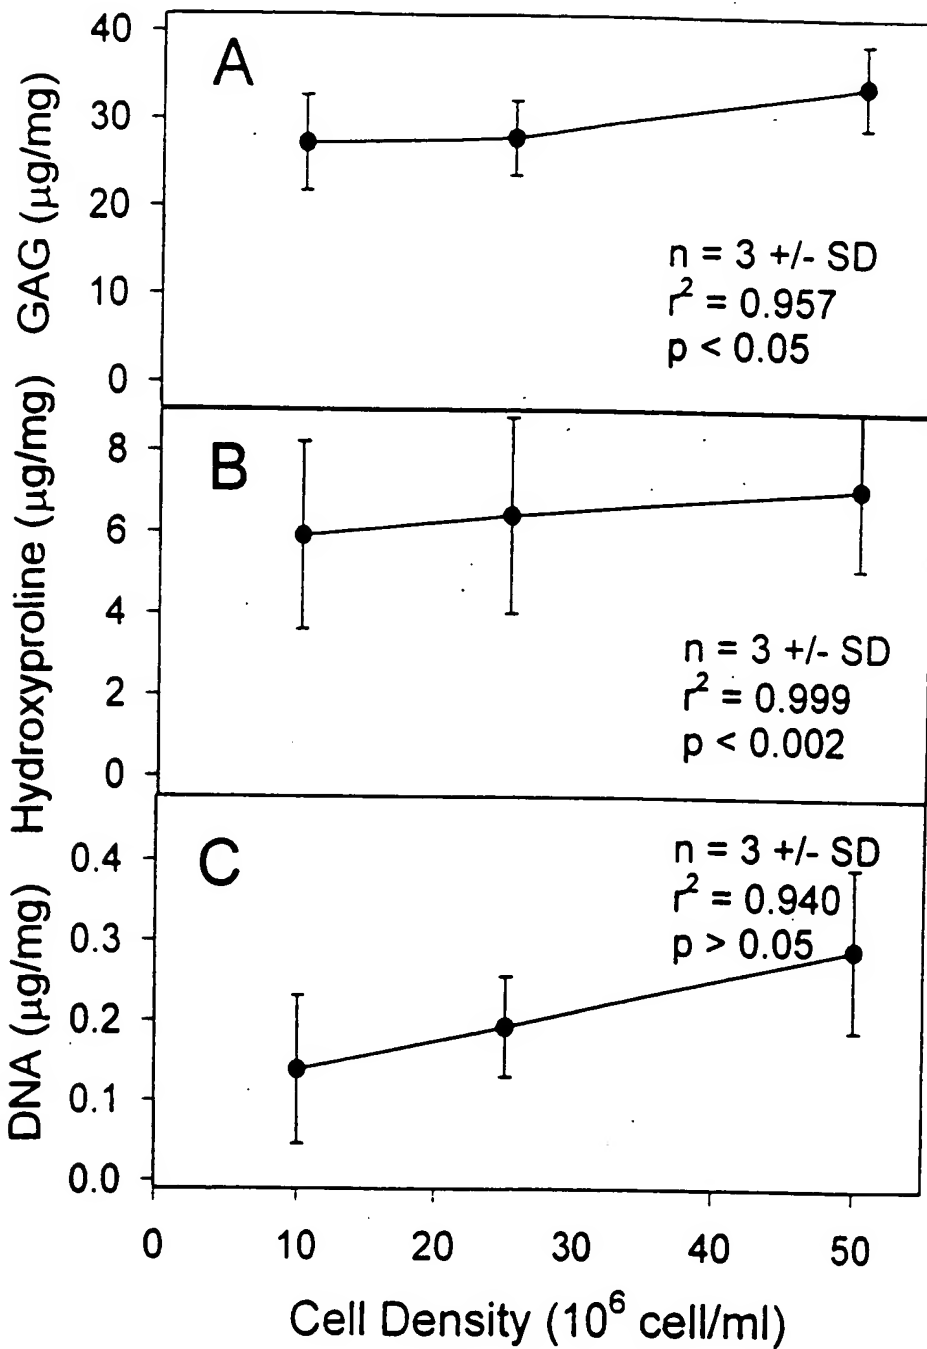 A
GAG (μg/mg)
40
30
20
10
0
n = 3 +/- SD
r² = 0.957
p < 0.05
B
Hydroxyproline (μg/mg)
8
6
4
2
0
n = 3 +/- SD
r² = 0.999
p < 0.002
C
DNA (μg/mg)
0.4
0.3
0.2
0.1
0.0
n = 3 +/- SD
r² = 0.940
p > 0.05
0 10 20 30 40 50
Cell Density (10⁶ cell/ml)